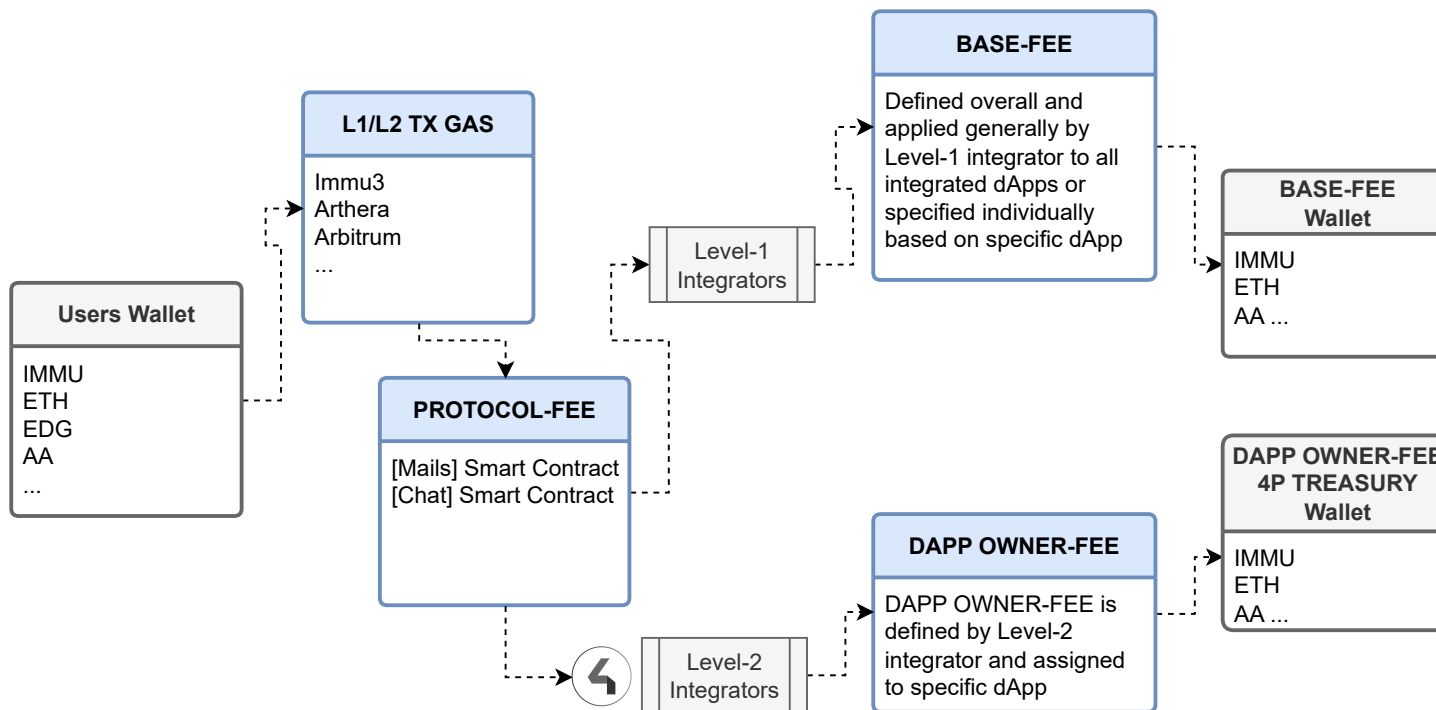 Users Wallet
IMMU
ETH
EDG
AA
...
L1/L2 TX GAS
Immu3
Arthera
Arbitrum
...
PROTOCOL-FEE
[Mails] Smart Contract
[Chat] Smart Contract
Level-1
Integrators
BASE-FEE
Defined overall and
applied generally by
Level-1 integrator to all
integrated dApps or
specified individually
based on specific dApp
BASE-FEE
Wallet
IMMU
ETH
AA ...
Level-2
Integrators
DAPP OWNER-FEE
DAPP OWNER-FEE is
defined by Level-2
integrator and assigned
to specific dApp
DAPP OWNER-FEE
4P TREASURY
Wallet
IMMU
ETH
AA ...